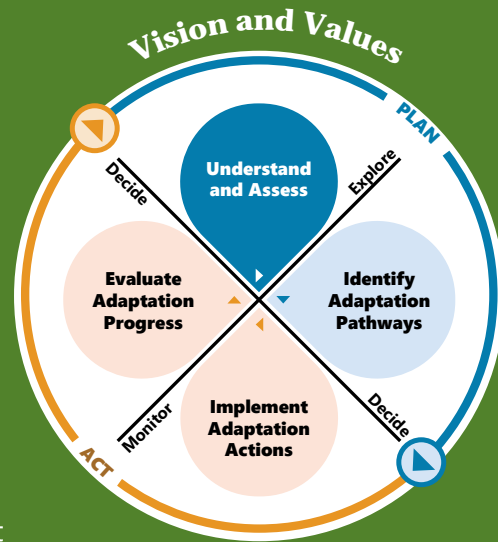 Vision and Values
PLAN
Decide
Explore
Understand
and Assess
Evaluate
Adaptation
Progress
Identify
Adaptation
Pathways
Implement
Adaptation
Actions
Monitor
Decide
ACT